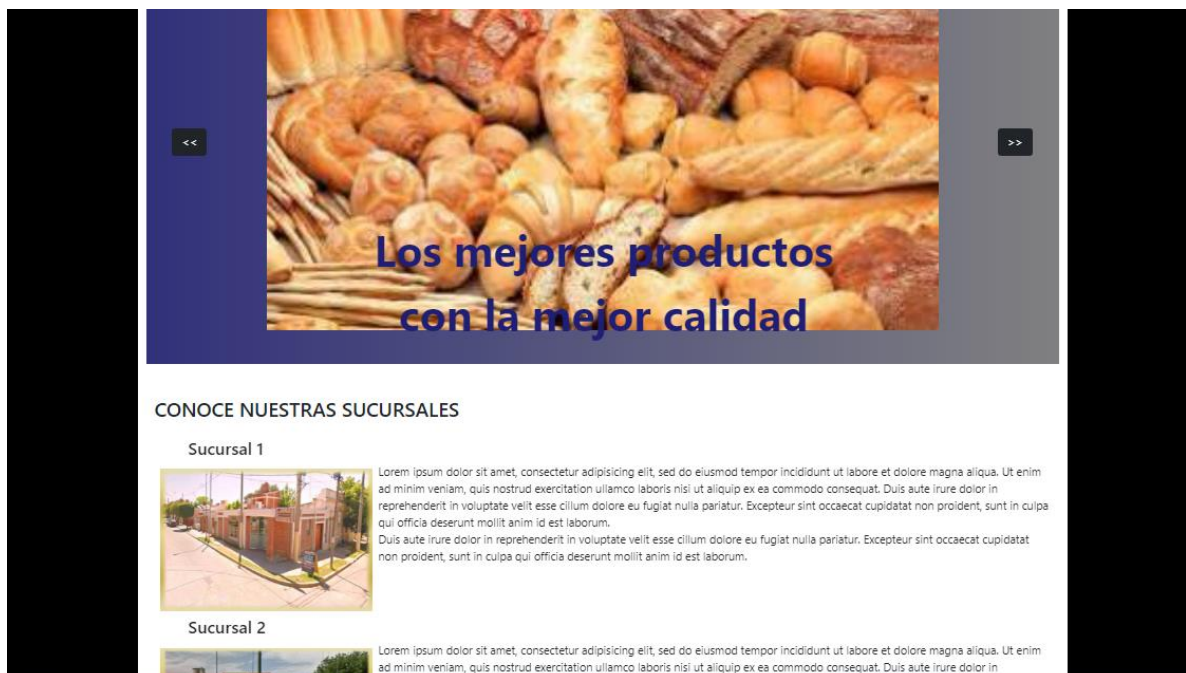 <<
>>
Los mejores productos
con la mejor calidad
CONOCE NUESTRAS SUCURSALES
Sucursal 1
Lorem ipsum dolor sit amet, consectetur adipisicing elit, sed do eiusmod tempor incididunt ut labore et dolore magna aliqua. Ut enim
ad minim veniam, quis nostrud exercitation ullamco laboris nisi ut aliquip ex ea commodo consequat. Duis aute irure dolor in
reprehenderit in voluptate velit esse cillum dolore eu fugiat nulla pariatur. Excepteur sint occaecat cupidatat non proident, sunt in culpa
qui officia deserunt mollit anim id est laborum.
Duis aute irure dolor in reprehenderit in voluptate velit esse cillum dolore eu fugiat nulla pariatur. Excepteur sint occaecat cupidatat
non proident, sunt in culpa qui officia deserunt mollit anim id est laborum.
Sucursal 2
Lorem ipsum dolor sit amet, consectetur adipisicing elit, sed do eiusmod tempor incididunt ut labore et dolore magna aliqua. Ut enim
ad minim veniam, quis nostrud exercitation ullamco laboris nisi ut aliquip ex ea commodo consequat. Duis aute irure dolor in